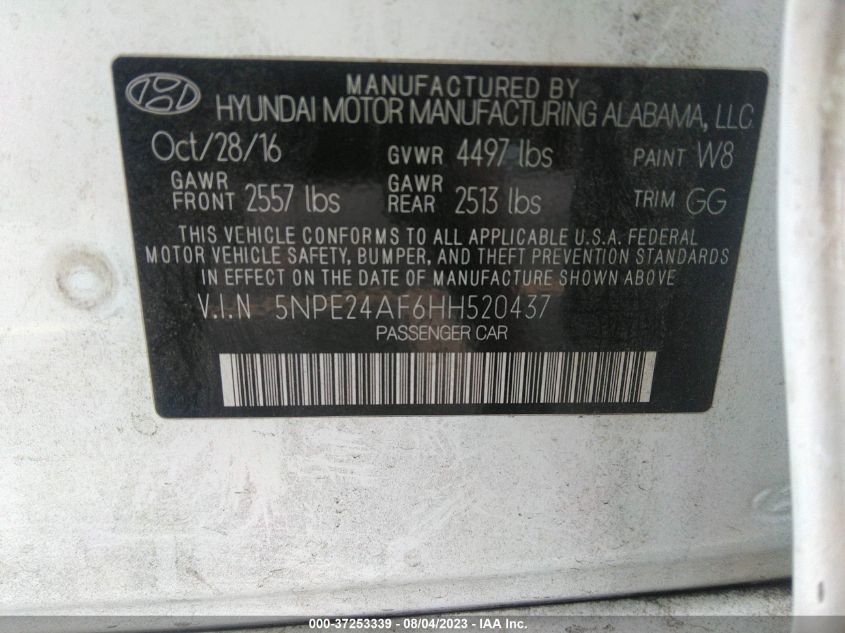 MANUFACTURED BY
HYUNDAI MOTOR MANUFACTURING ALABAMA, LLC
Oct/28/16 GVWR 4497 lbs PAINT W8
GAWR FRONT 2557 lbs GAWR REAR 2513 lbs TRIM GG
THIS VEHICLE CONFORMS TO ALL APPLICABLE U.S.A. FEDERAL
MOTOR VEHICLE SAFETY, BUMPER, AND THEFT PREVENTION STANDARDS
IN EFFECT ON THE DATE OF MANUFACTURE SHOWN ABOVE
V.I.N 5NPE24AF6HH520437
PASSENGER CAR
000 - 37253339 - 08/04/2023 - IAA Inc.